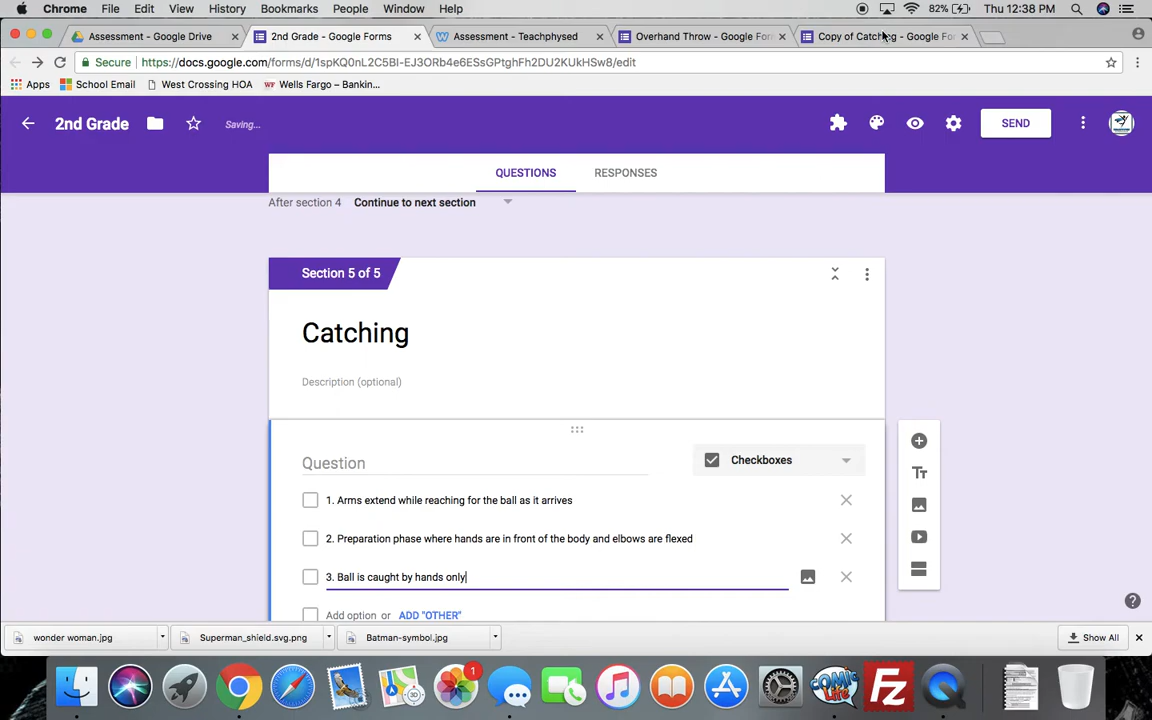 Chrome File Edit View History Bookmarks People Window Help 82% Thu 12:38 PM
Assessment - Google Drive 2nd Grade - Google Forms Assessment - Teachphysed Overhand Throw - Google For Copy of Catching - Google For
Secure https://docs.google.com/forms/d/1spKQ0nL2C5BI-EJ3ORb4e6ESsGPtghFh2DU2KUkHSw8/edit
Apps School Email West Crossing HOA WF Wells Fargo – Bankin...
2nd Grade Saving... SEND
QUESTIONS RESPONSES
After section 4 Continue to next section
Section 5 of 5
Catching
Description (optional)
Question Checkboxes
1. Arms extend while reaching for the ball as it arrives
2. Preparation phase where hands are in front of the body and elbows are flexed
3. Ball is caught by hands only
Add option or ADD "OTHER"
wonder woman.jpg Superman_shield.svg.png Batman-symbol.jpg Show All